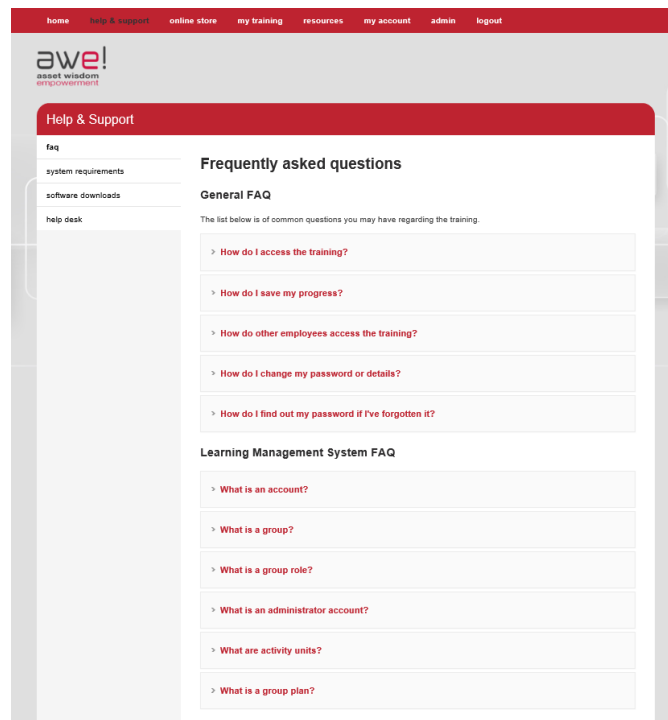 home help & support online store my training resources my account admin logout
awe!
asset wisdom
empowerment
Help & Support
faq
system requirements
software downloads
help desk
Frequently asked questions
General FAQ
The list below is of common questions you may have regarding the training.
> How do I access the training?
> How do I save my progress?
> How do other employees access the training?
> How do I change my password or details?
> How do I find out my password if I've forgotten it?
Learning Management System FAQ
> What is an account?
> What is a group?
> What is a group role?
> What is an administrator account?
> What are activity units?
> What is a group plan?